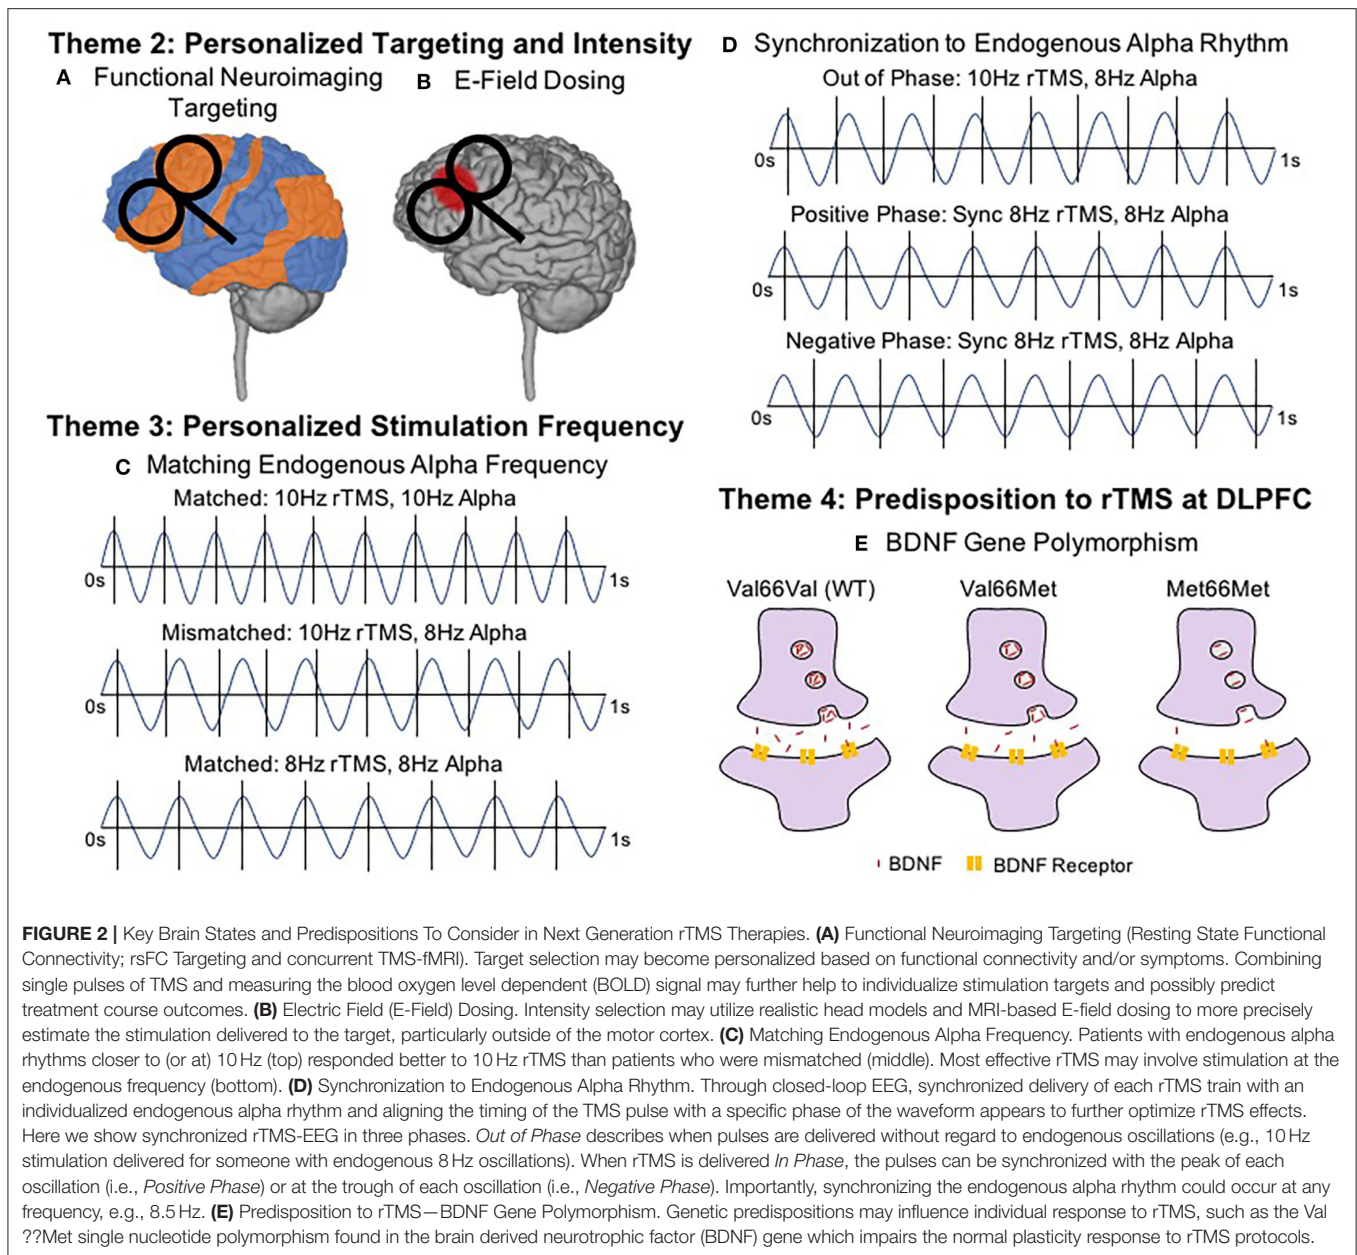 Theme 2: Personalized Targeting and Intensity
A Functional Neuroimaging
Targeting
B E-Field Dosing
Theme 3: Personalized Stimulation Frequency
C Matching Endogenous Alpha Frequency
Matched: 10Hz rTMS, 10Hz Alpha
0s 1s
Mismatched: 10Hz rTMS, 8Hz Alpha
0s 1s
Matched: 8Hz rTMS, 8Hz Alpha
0s 1s
D Synchronization to Endogenous Alpha Rhythm
Out of Phase: 10Hz rTMS, 8Hz Alpha
0s 1s
Positive Phase: Sync 8Hz rTMS, 8Hz Alpha
0s 1s
Negative Phase: Sync 8Hz rTMS, 8Hz Alpha
0s 1s
Theme 4: Predisposition to rTMS at DLPFC
E BDNF Gene Polymorphism
Val66Val (WT) Val66Met Met66Met
BDNF BDNF Receptor
FIGURE 2 | Key Brain States and Predispositions To Consider in Next Generation rTMS Therapies. (A) Functional Neuroimaging Targeting (Resting State Functional
Connectivity; rsFC Targeting and concurrent TMS-fMRI). Target selection may become personalized based on functional connectivity and/or symptoms. Combining
single pulses of TMS and measuring the blood oxygen level dependent (BOLD) signal may further help to individualize stimulation targets and possibly predict
treatment course outcomes. (B) Electric Field (E-Field) Dosing. Intensity selection may utilize realistic head models and MRI-based E-field dosing to more precisely
estimate the stimulation delivered to the target, particularly outside of the motor cortex. (C) Matching Endogenous Alpha Frequency. Patients with endogenous alpha
rhythms closer to (or at) 10 Hz (top) responded better to 10 Hz rTMS than patients who were mismatched (middle). Most effective rTMS may involve stimulation at the
endogenous frequency (bottom). (D) Synchronization to Endogenous Alpha Rhythm. Through closed-loop EEG, synchronized delivery of each rTMS train with an
individualized endogenous alpha rhythm and aligning the timing of the TMS pulse with a specific phase of the waveform appears to further optimize rTMS effects.
Here we show synchronized rTMS-EEG in three phases. Out of Phase describes when pulses are delivered without regard to endogenous oscillations (e.g., 10 Hz
stimulation delivered for someone with endogenous 8 Hz oscillations). When rTMS is delivered In Phase, the pulses can be synchronized with the peak of each
oscillation (i.e., Positive Phase) or at the trough of each oscillation (i.e., Negative Phase). Importantly, synchronizing the endogenous alpha rhythm could occur at any
frequency, e.g., 8.5 Hz. (E) Predisposition to rTMS—BDNF Gene Polymorphism. Genetic predispositions may influence individual response to rTMS, such as the Val
??Met single nucleotide polymorphism found in the brain derived neurotrophic factor (BDNF) gene which impairs the normal plasticity response to rTMS protocols.